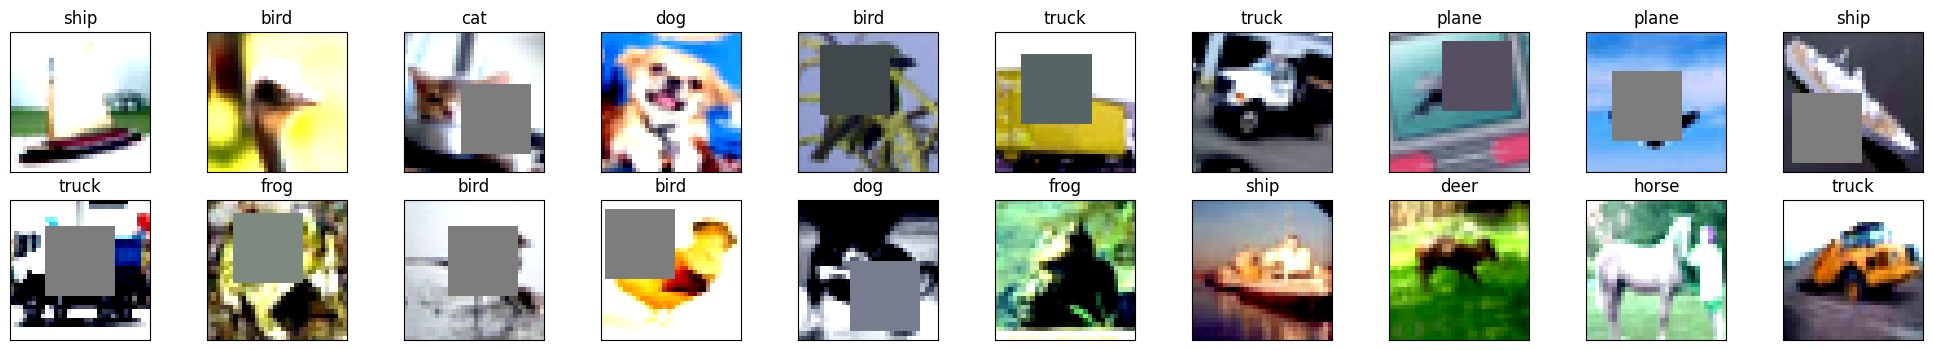 ship bird cat dog bird truck truck plane plane ship
truck frog bird bird dog frog ship deer horse truck